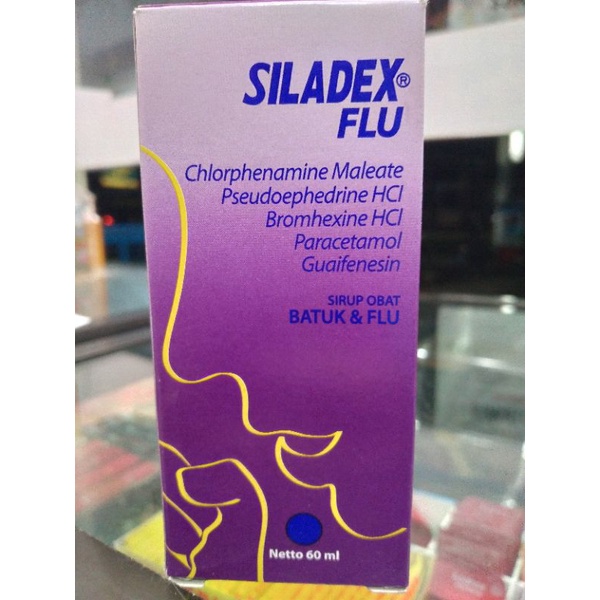 SILADEX®
FLU
Chlorphenamine Maleate
Pseudoephedrine HCl
Bromhexine HCl
Paracetamol
Guaifenesin
SIRUP OBAT
BATUK & FLU
Netto 60 ml